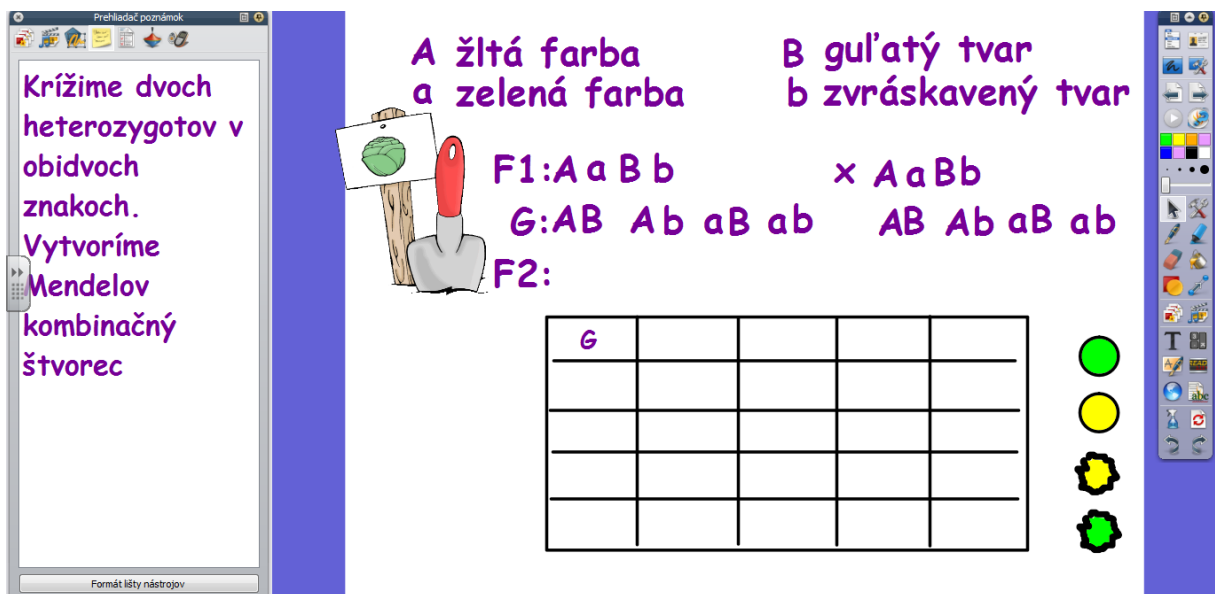 Prehliadač poznámok
Krížime dvoch
heterozygotov v
obidvoch
znakoch.
Vytvoríme
Mendelov
kombinačný
štvorec
Formát lišty nástrojov
A žltá farba
a zelená farba
B guľatý tvar
b zvráskavený tvar
F1:A a B b x A a B b
G:AB Ab aB ab AB Ab aB ab
F2:
G